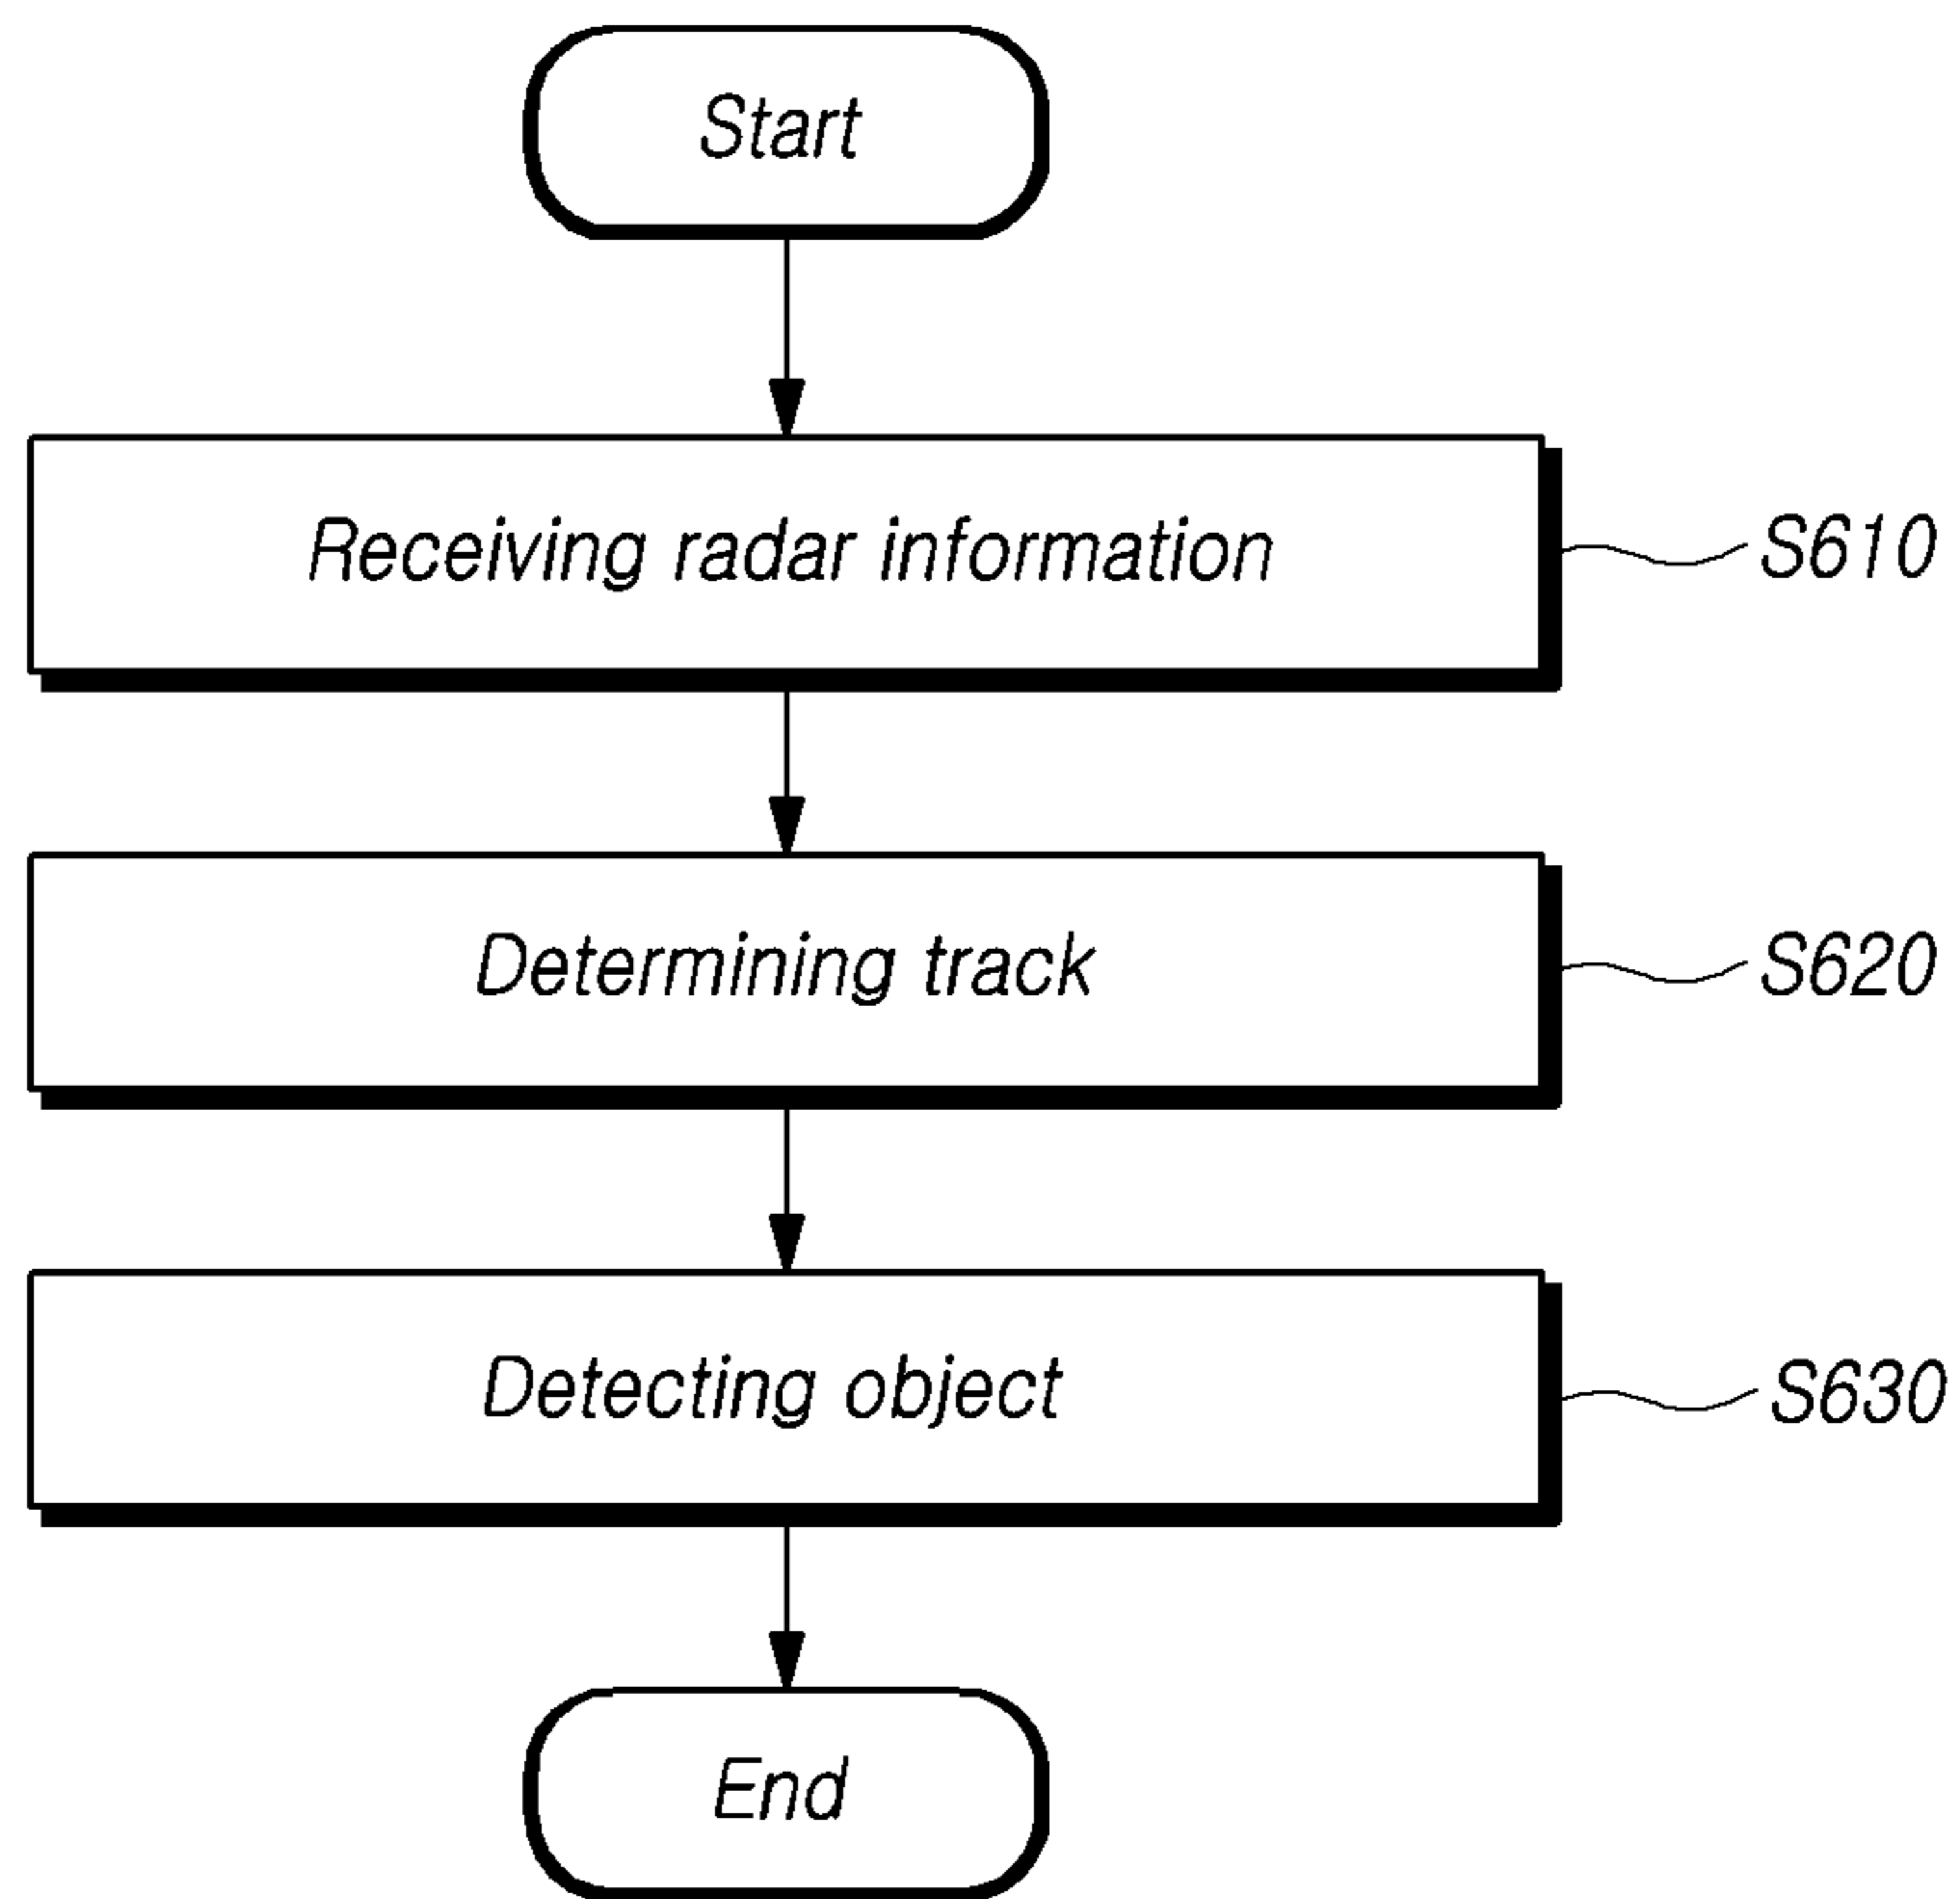 Start
Receiving radar information
S610
Determining track
S620
Detecting object
S630
End